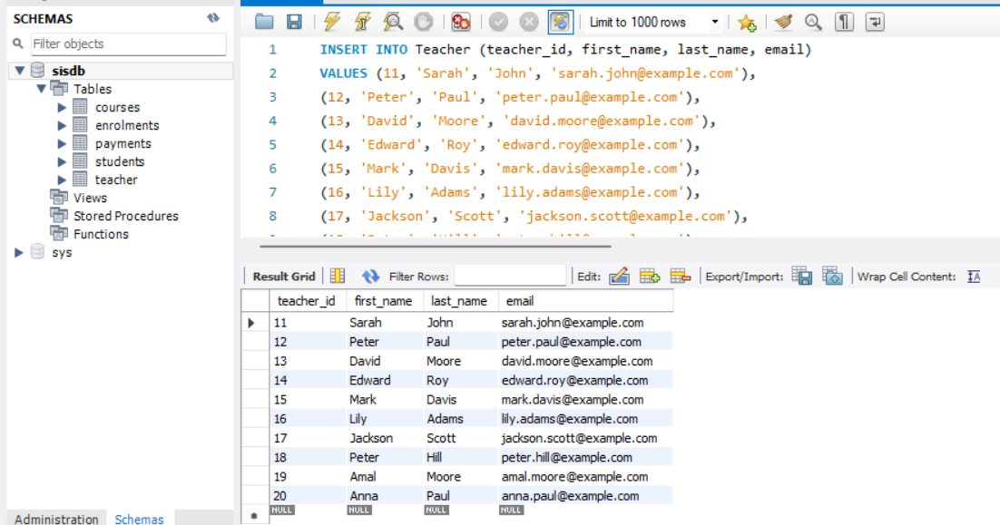 SCHEMAS
Filter objects
sisdb
Tables
courses
enrolments
payments
students
teacher
Views
Stored Procedures
Functions
sys
Administration Schemas
Limit to 1000 rows
1 INSERT INTO Teacher (teacher_id, first_name, last_name, email)
2 VALUES (11, 'Sarah', 'John', 'sarah.john@example.com'),
3 (12, 'Peter', 'Paul', 'peter.paul@example.com'),
4 (13, 'David', 'Moore', 'david.moore@example.com'),
5 (14, 'Edward', 'Roy', 'edward.roy@example.com'),
6 (15, 'Mark', 'Davis', 'mark.davis@example.com'),
7 (16, 'Lily', 'Adams', 'lily.adams@example.com'),
8 (17, 'Jackson', 'Scott', 'jackson.scott@example.com'),
Result Grid Filter Rows: Edit: Export/Import: Wrap Cell Content:
teacher_id first_name last_name email
11 Sarah John sarah.john@example.com
12 Peter Paul peter.paul@example.com
13 David Moore david.moore@example.com
14 Edward Roy edward.roy@example.com
15 Mark Davis mark.davis@example.com
16 Lily Adams lily.adams@example.com
17 Jackson Scott jackson.scott@example.com
18 Peter Hill peter.hill@example.com
19 Amal Moore amal.moore@example.com
20 Anna Paul anna.paul@example.com
NULL NULL NULL NULL